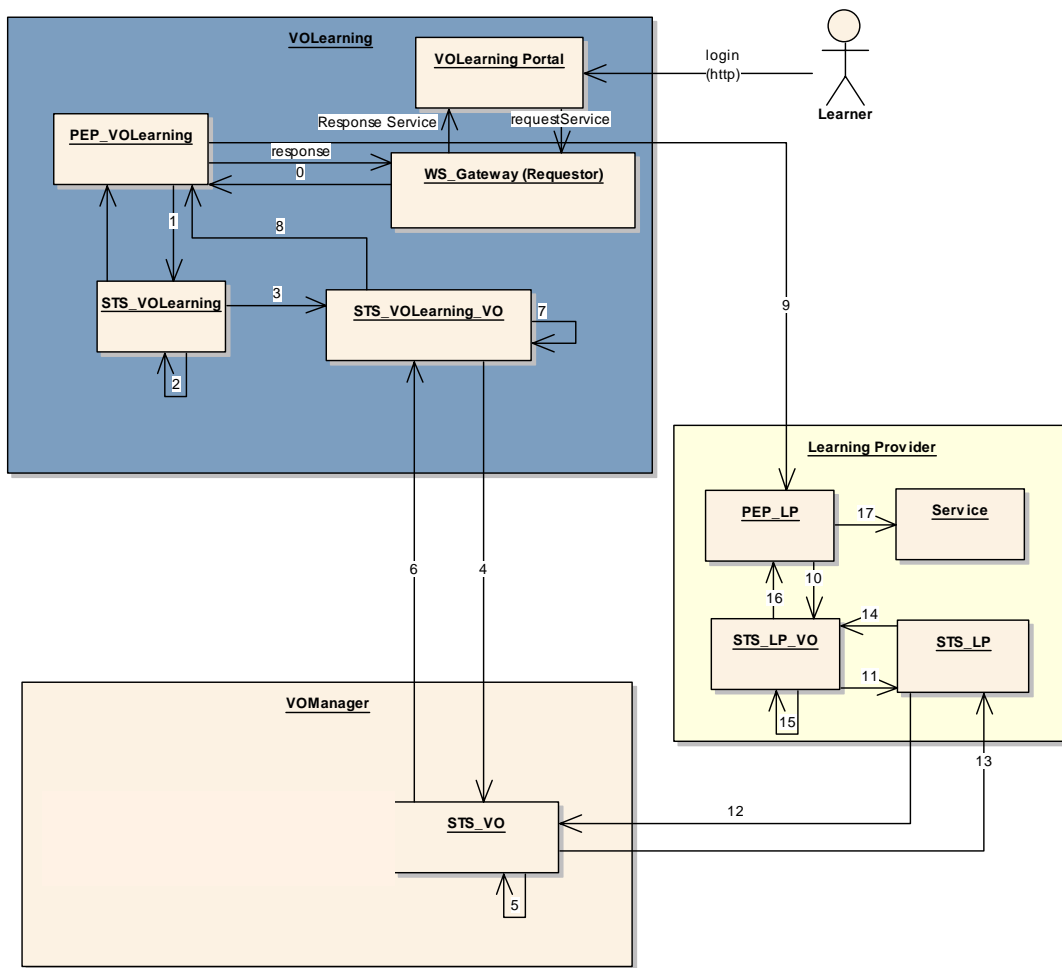 VOLearning
VOLearning Portal
login
(http)
Learner
Response Service
requestService
PEP_VOLearning
response
0
WS_Gateway (Requestor)
1
8
STS_VOLearning
3
STS_VOLearning_VO
7
2
9
6
4
Learning Provider
PEP_LP
17
Service
16
10
14
STS_LP_VO
STS_LP
11
15
13
VOManager
12
STS_VO
5